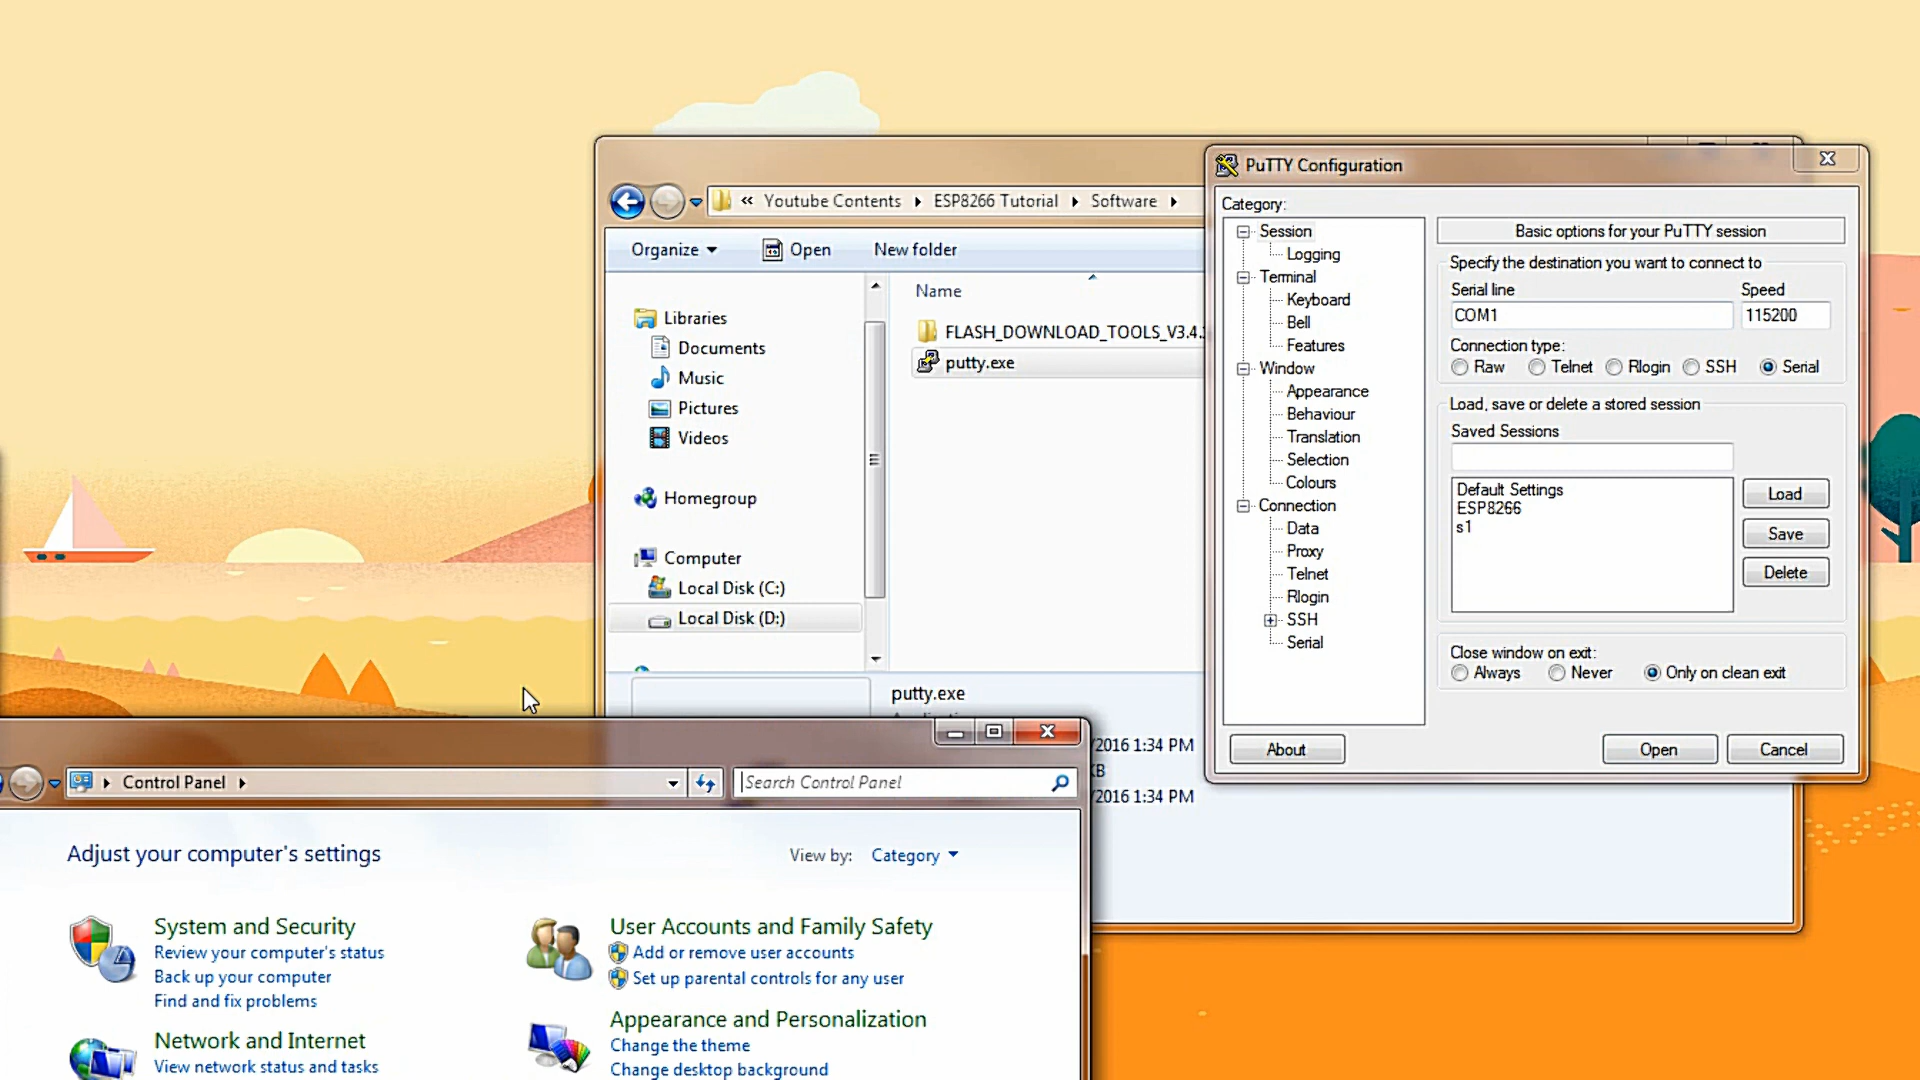 « Youtube Contents ▸ ESP8266 Tutorial ▸ Software ▸
Organize Open New folder
Libraries
Documents
Music
Pictures
Videos
Homegroup
Computer
Local Disk (C:)
Local Disk (D:)
Name
FLASH_DOWNLOAD_TOOLS_V3.4.
putty.exe
putty.exe
/2016 1:34 PM
KB
/2016 1:34 PM
PuTTY Configuration
Category:
Session
Logging
Terminal
Keyboard
Bell
Features
Window
Appearance
Behaviour
Translation
Selection
Colours
Connection
Data
Proxy
Telnet
Rlogin
SSH
Serial
Basic options for your PuTTY session
Specify the destination you want to connect to
Serial line Speed
COM1 115200
Connection type:
Raw Telnet Rlogin SSH Serial
Load, save or delete a stored session
Saved Sessions
Default Settings
ESP8266
s1
Load
Save
Delete
Close window on exit:
Always Never Only on clean exit
About Open Cancel
Control Panel ▸
Search Control Panel
Adjust your computer's settings
View by: Category
System and Security
Review your computer's status
Back up your computer
Find and fix problems
Network and Internet
View network status and tasks
User Accounts and Family Safety
Add or remove user accounts
Set up parental controls for any user
Appearance and Personalization
Change the theme
Change desktop background